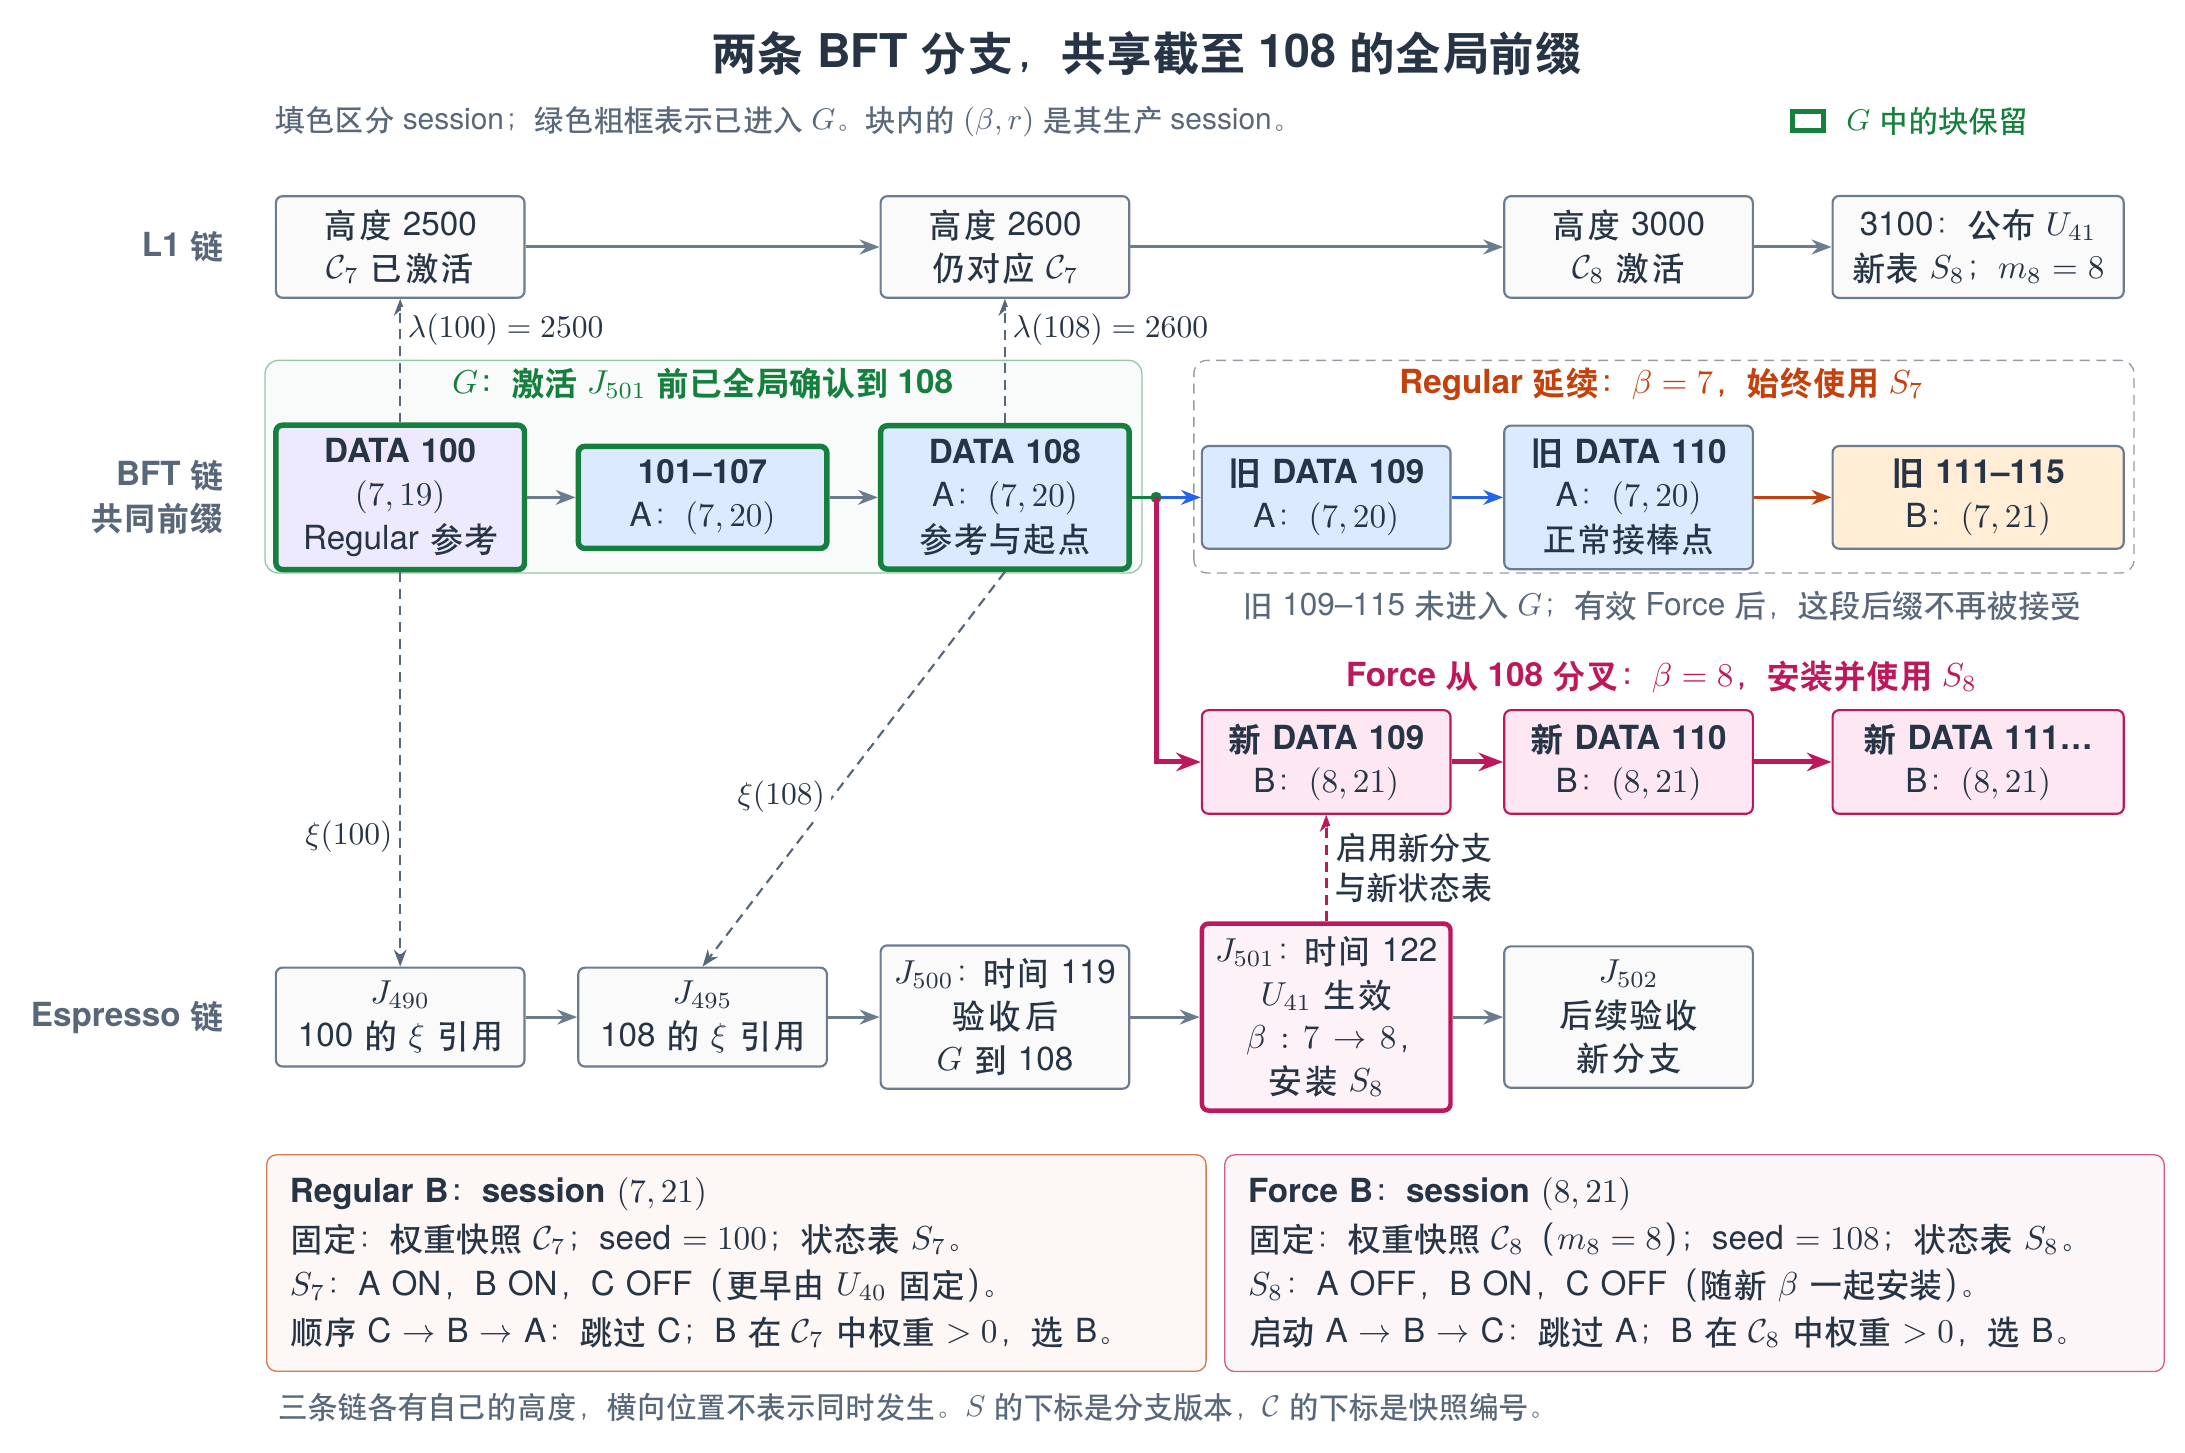 两条 BFT 分支，共享截至 108 的全局前缀
填色区分 session；绿色粗框表示已进入 G。块内的 (β, r) 是其生产 session。
G 中的块保留
L1 链
高度 2500
C₇ 已激活
高度 2600
仍对应 C₇
高度 3000
C₈ 激活
3100：公布 U₄₁
新表 S₈；m₈ = 8
λ(100) = 2500
λ(108) = 2600
G：激活 J₅₀₁ 前已全局确认到 108
Regular 延续：β = 7，始终使用 S₇
BFT 链
共同前缀
DATA 100
(7, 19)
Regular 参考
101–107
A：(7, 20)
DATA 108
A：(7, 20)
参考与起点
旧 DATA 109
A：(7, 20)
旧 DATA 110
A：(7, 20)
正常接棒点
旧 111–115
B：(7, 21)
旧 109–115 未进入 G；有效 Force 后，这段后缀不再被接受
Force 从 108 分叉：β = 8，安装并使用 S₈
新 DATA 109
B：(8, 21)
新 DATA 110
B：(8, 21)
新 DATA 111...
B：(8, 21)
ξ(100)
ξ(108)
启用新分支
与新状态表
Espresso 链
J₄₉₀
100 的 ξ 引用
J₄₉₅
108 的 ξ 引用
J₅₀₀：时间 119
验收后
G 到 108
J₅₀₁：时间 122
U₄₁ 生效
β : 7 → 8，
安装 S₈
J₅₀₂
后续验收
新分支
Regular B：session (7, 21)
固定：权重快照 C₇；seed = 100；状态表 S₇。
S₇：A ON，B ON，C OFF（更早由 U₄₀ 固定）。
顺序 C → B → A：跳过 C；B 在 C₇ 中权重 > 0，选 B。
Force B：session (8, 21)
固定：权重快照 C₈（m₈ = 8）；seed = 108；状态表 S₈。
S₈：A OFF，B ON，C OFF（随新 β 一起安装）。
启动 A → B → C：跳过 A；B 在 C₈ 中权重 > 0，选 B。
三条链各有自己的高度，横向位置不表示同时发生。S 的下标是分支版本，C 的下标是快照编号。